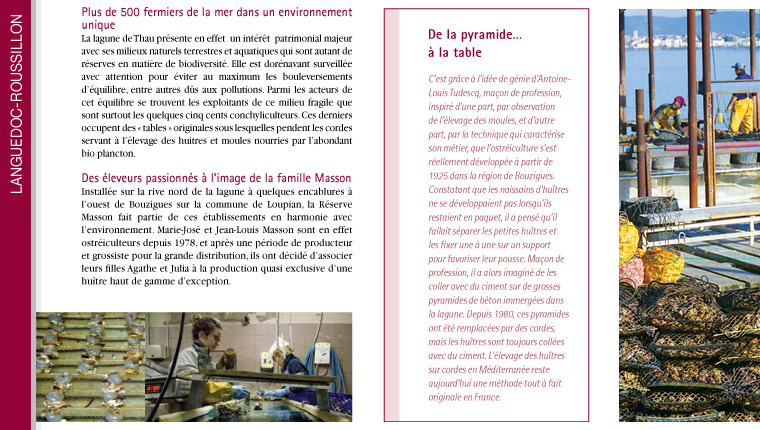 LANGUEDOC-ROUSSILLON
Plus de 500 fermiers de la mer dans un environnement
unique
La lagune de Thau présente en effet un intérêt patrimonial majeur
avec ses milieux naturels terrestres et aquatiques qui sont autant de
réserves en matière de biodiversité. Elle est dorénavant surveillée
avec attention pour éviter au maximum les bouleversements
d'équilibre, entre autres dûs aux pollutions. Parmi les acteurs de
cet équilibre se trouvent les exploitants de ce milieu fragile que
sont surtout les quelques cinq cents conchyliculteurs. Ces derniers
occupent des « tables » originales sous lesquelles pendent les cordes
servant à l'élevage des huitres et moules nourries par l'abondant
bio plancton.
Des éleveurs passionnés à l'image de la famille Masson
Installée sur la rive nord de la lagune à quelques encablures à
l'ouest de Bouzigues sur la commune de Loupian, la Réserve
Masson fait partie de ces établissements en harmonie avec
l'environnement. Marie-José et Jean-Louis Masson sont en effet
ostréiculteurs depuis 1978, et après une période de producteur
et grossiste pour la grande distribution, ils ont décidé d'associer
leurs filles Agathe et Julia à la production quasi exclusive d'une
huître haut de gamme d'exception.
De la pyramide...
à la table
C'est grâce à l'idée de génie d'Antoine-
Louis Tudesq, maçon de profession,
inspiré d'une part, par observation
de l'élevage des moules, et d'autre
part, par la technique qui caractérise
son métier, que l'ostréiculture s'est
réellement développée à partir de
1925 dans la région de Bouzigues.
Constatant que les naissains d'huîtres
ne se développaient pas lorsqu'ils
restaient en paquet, il a pensé qu'il
fallait séparer les petites huîtres et
les fixer une à une sur un support
pour favoriser leur pousse. Maçon de
profession, il a alors imaginé de les
coller avec du ciment sur de grosses
pyramides de béton immergées dans
la lagune. Depuis 1980, ces pyramides
ont été remplacées par des cordes,
mais les huîtres sont toujours collées
avec du ciment. L'élevage des huîtres
sur cordes en Méditerranée reste
aujourd'hui une méthode tout à fait
originale en France.